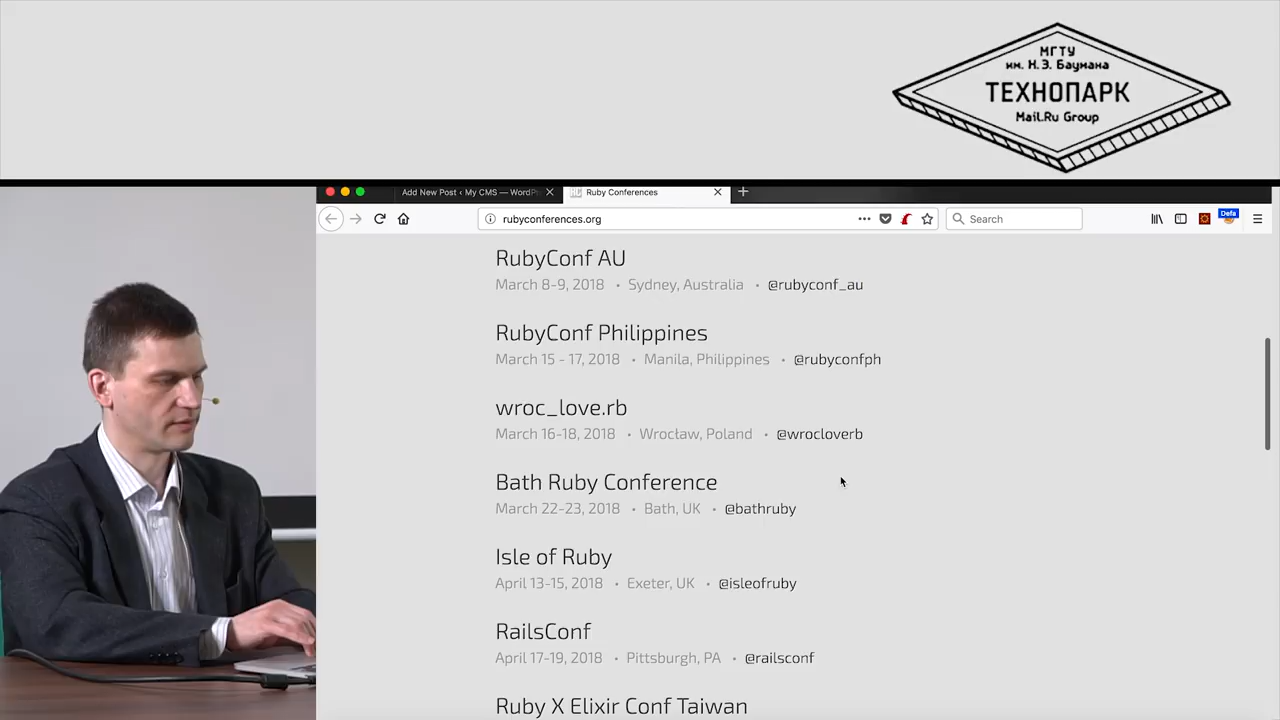 МГТУ
им. Н.Э. Баумана
ТЕХНОПАРК
Mail.Ru Group
Add New Post ‹ My CMS — WordP
Ruby Conferences
rubyconferences.org
Search
Defa
RubyConf AU
March 8-9, 2018 • Sydney, Australia • @rubyconf_au
RubyConf Philippines
March 15 - 17, 2018 • Manila, Philippines • @rubyconfph
wroc_love.rb
March 16-18, 2018 • Wrocław, Poland • @wrocloverb
Bath Ruby Conference
March 22-23, 2018 • Bath, UK • @bathruby
Isle of Ruby
April 13-15, 2018 • Exeter, UK • @isleofruby
RailsConf
April 17-19, 2018 • Pittsburgh, PA • @railsconf
Ruby X Elixir Conf Taiwan